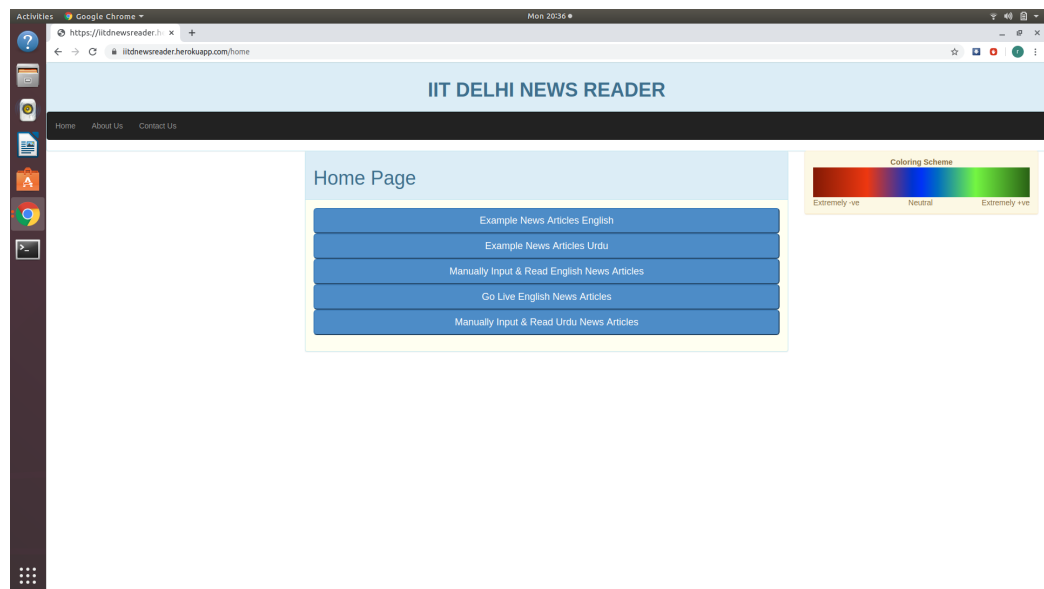 Activities Google Chrome Mon 20:36
https://iitdnewsreader.h
iitdnewsreader.herokuapp.com/home
IIT DELHI NEWS READER
Home About Us Contact Us
Home Page
Example News Articles English
Example News Articles Urdu
Manually Input & Read English News Articles
Go Live English News Articles
Manually Input & Read Urdu News Articles
Coloring Scheme
Extremely -ve Neutral Extremely +ve